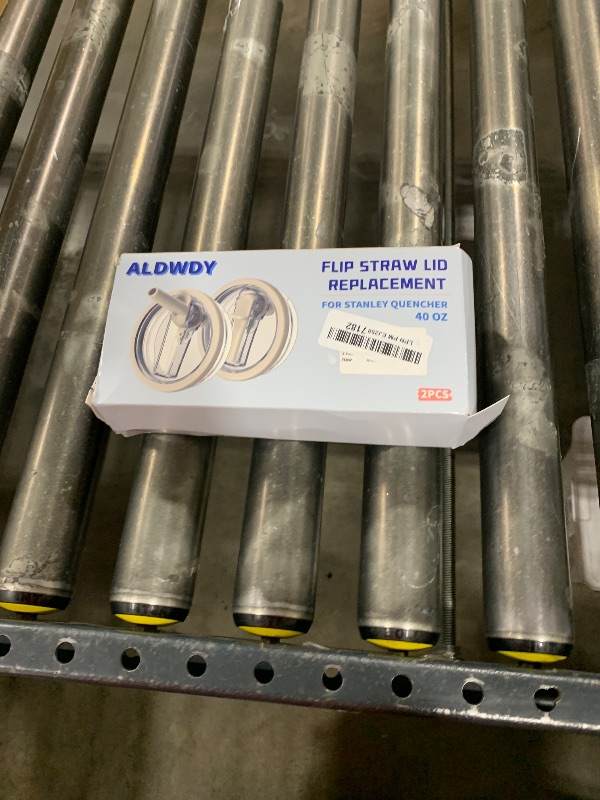 ALDWDY
FLIP STRAW LID
REPLACEMENT
FOR STANLEY QUENCHER
40 OZ
2PCS